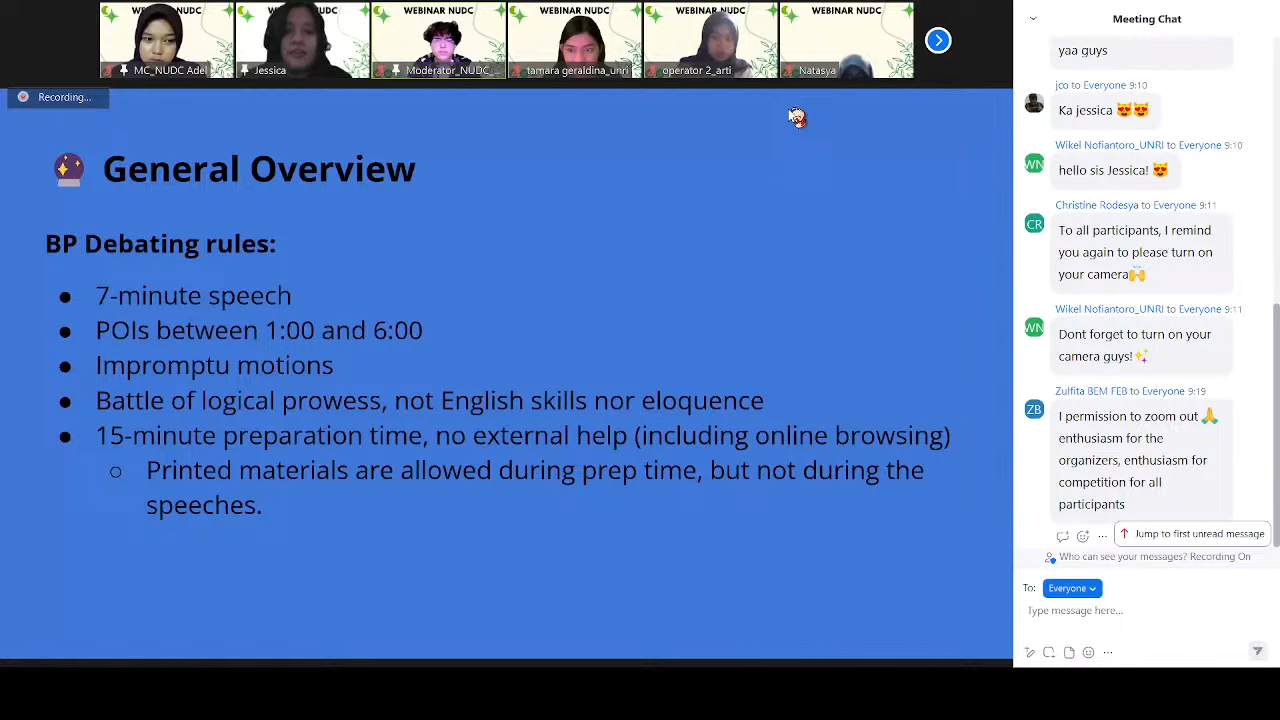 WEBINAR NUDC
MC_NUDC Adel
Jessica
WEBINAR NUDC
Moderator_NUDC_...
WEBINAR NUDC
tamara geraldina_unri
WEBINAR NUDC
operator 2_arti
WEBINAR NUDC
Natasya
Recording...
General Overview
BP Debating rules:
● 7-minute speech
● POIs between 1:00 and 6:00
● Impromptu motions
● Battle of logical prowess, not English skills nor eloquence
● 15-minute preparation time, no external help (including online browsing)
○ Printed materials are allowed during prep time, but not during the
speeches.
Meeting Chat
yaa guys
jco to Everyone 9:10
Ka jessica 😻😻
Wikel Nofiantoro_UNRI to Everyone 9:10
WN
hello sis Jessica! 😻
Christine Rodesya to Everyone 9:11
CR
To all participants, I remind
you again to please turn on
your camera🙌
Wikel Nofiantoro_UNRI to Everyone 9:11
WN
Dont forget to turn on your
camera guys!✨
Zulfita BEM FEB to Everyone 9:19
ZB
I permission to zoom out 🙏
enthusiasm for the
organizers, enthusiasm for
competition for all
participants
Jump to first unread message
Who can see your messages? Recording On
To: Everyone
Type message here...